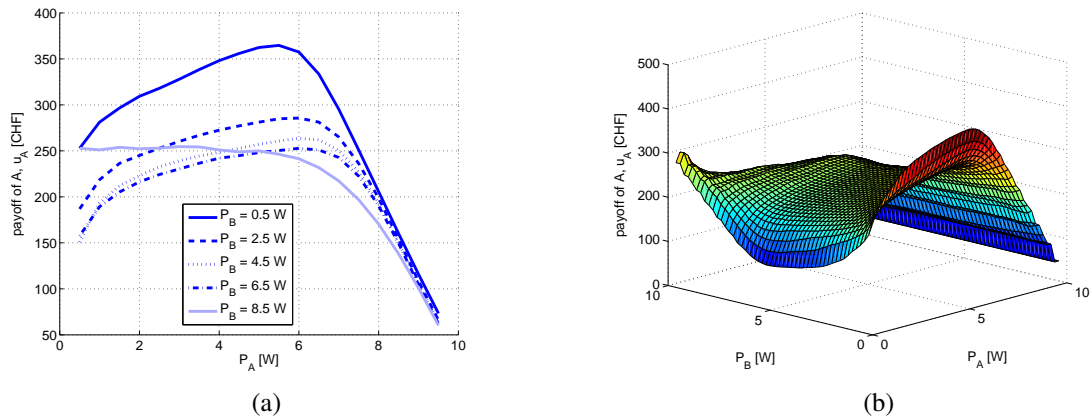 400
350
300
250
200
150
100
50
payoff of A, u_A [CHF]
0
2
4
6
8
10
P_A [W]
P_B = 0.5 W
P_B = 2.5 W
P_B = 4.5 W
P_B = 6.5 W
P_B = 8.5 W
(a)
500
400
300
200
100
0
payoff of A, u_A [CHF]
10
5
0
P_B [W]
0
5
10
P_A [W]
(b)